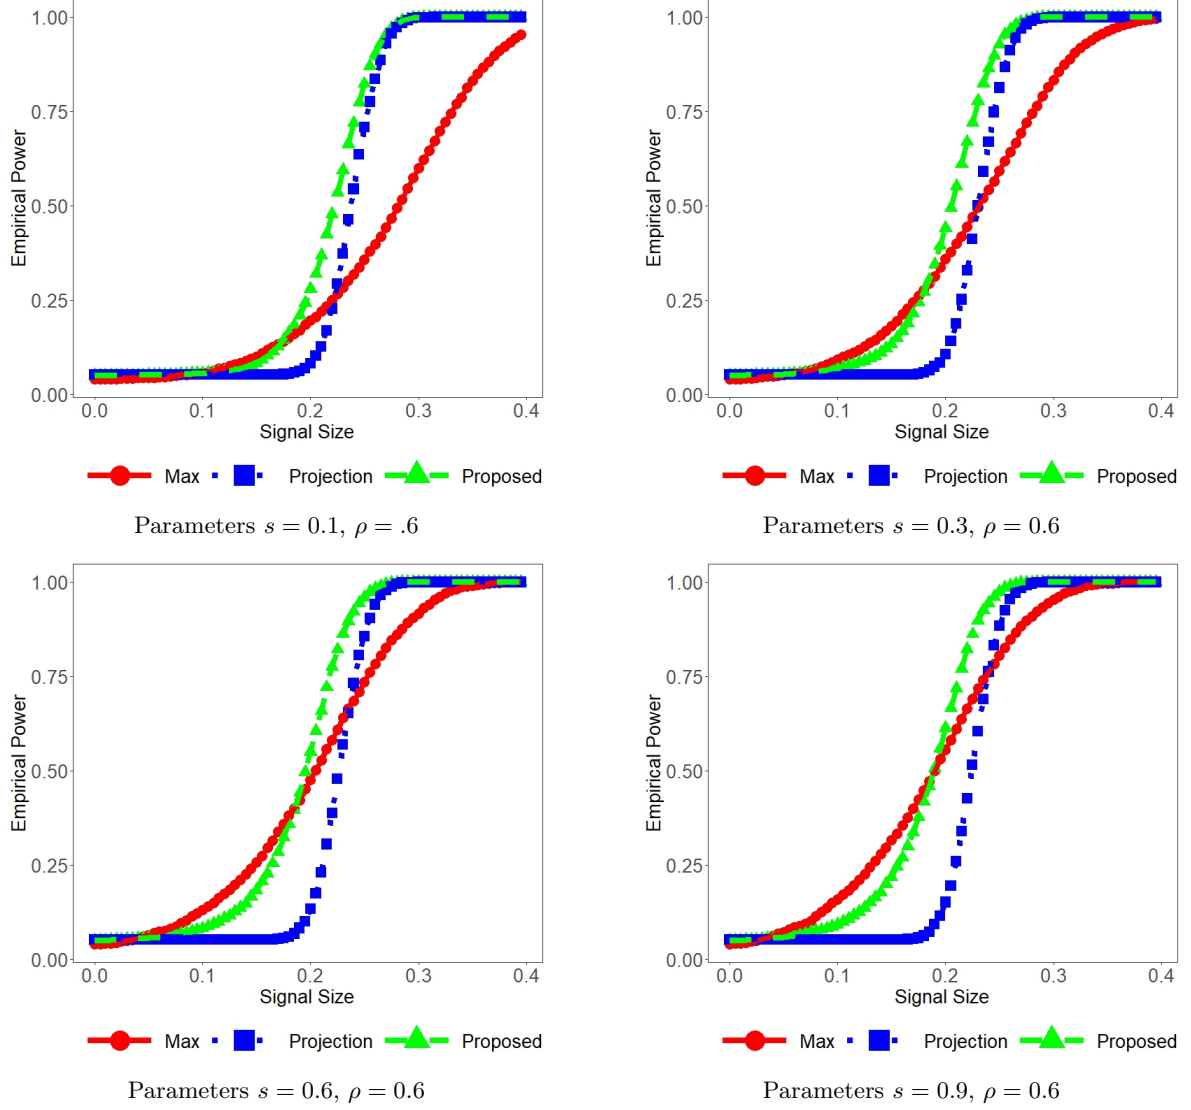 1.00
0.75
0.50
0.25
0.00
Empirical Power
0.0 0.1 0.2 0.3 0.4
Signal Size
Max Projection Proposed
Parameters s = 0.1, ρ = .6
1.00
0.75
0.50
0.25
0.00
Empirical Power
0.0 0.1 0.2 0.3 0.4
Signal Size
Max Projection Proposed
Parameters s = 0.3, ρ = 0.6
1.00
0.75
0.50
0.25
0.00
Empirical Power
0.0 0.1 0.2 0.3 0.4
Signal Size
Max Projection Proposed
Parameters s = 0.6, ρ = 0.6
1.00
0.75
0.50
0.25
0.00
Empirical Power
0.0 0.1 0.2 0.3 0.4
Signal Size
Max Projection Proposed
Parameters s = 0.9, ρ = 0.6